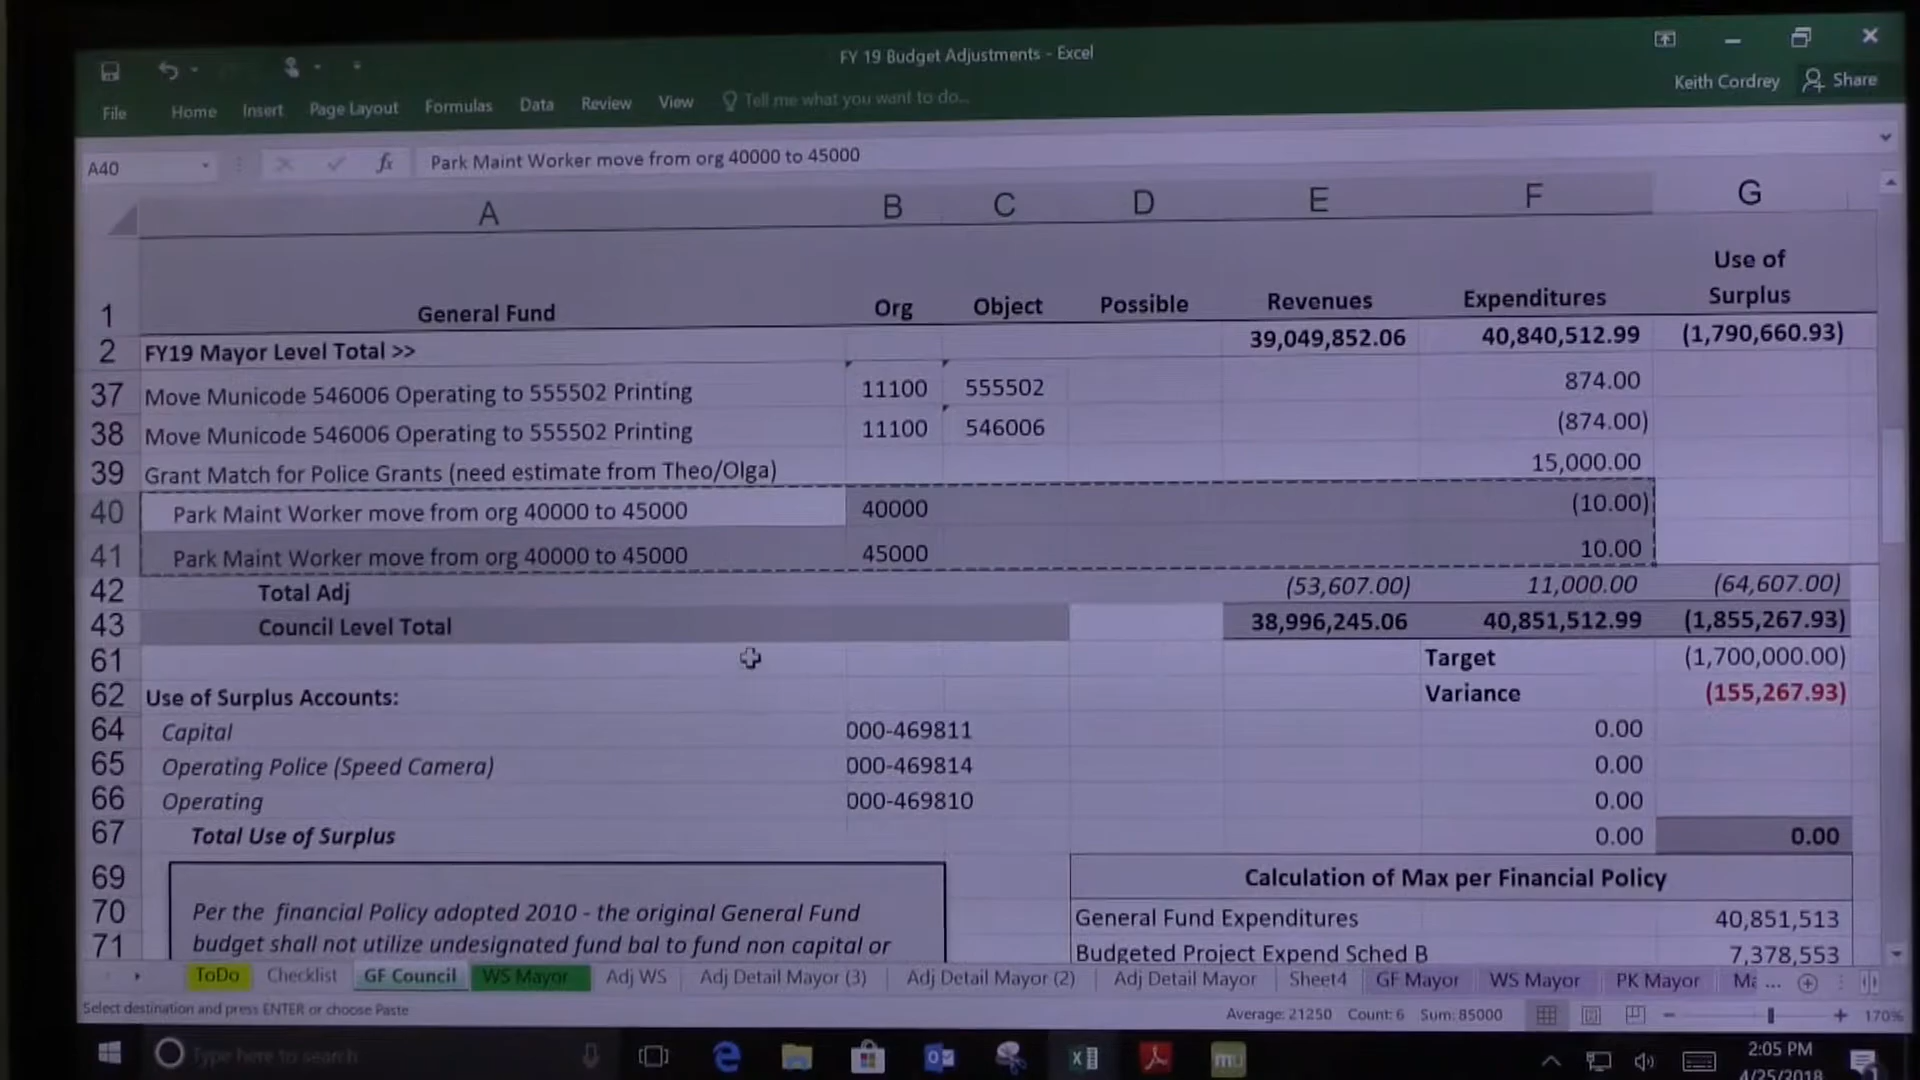 FY 19 Budget Adjustments - Excel
Keith Cordrey Share
File Home Insert Page Layout Formulas Data Review View Tell me what you want to do...
A40 fx Park Maint Worker move from org 40000 to 45000
A B C D E F G
1 General Fund Org Object Possible Revenues Expenditures Use of Surplus
2 FY19 Mayor Level Total >> 39,049,852.06 40,840,512.99 (1,790,660.93)
37 Move Municode 546006 Operating to 555502 Printing 11100 555502 874.00
38 Move Municode 546006 Operating to 555502 Printing 11100 546006 (874.00)
39 Grant Match for Police Grants (need estimate from Theo/Olga) 15,000.00
40 Park Maint Worker move from org 40000 to 45000 40000 (10.00)
41 Park Maint Worker move from org 40000 to 45000 45000 10.00
42 Total Adj (53,607.00) 11,000.00 (64,607.00)
43 Council Level Total 38,996,245.06 40,851,512.99 (1,855,267.93)
61 Target (1,700,000.00)
62 Use of Surplus Accounts: Variance (155,267.93)
64 Capital 000-469811 0.00
65 Operating Police (Speed Camera) 000-469814 0.00
66 Operating 000-469810 0.00
67 Total Use of Surplus 0.00 0.00
69 Calculation of Max per Financial Policy
70 Per the financial Policy adopted 2010 - the original General Fund General Fund Expenditures 40,851,513
71 budget shall not utilize undesignated fund bal to fund non capital or Budgeted Project Expend Sched B 7,378,553
ToDo Checklist GF Council WS Mayor Adj WS Adj Detail Mayor (3) Adj Detail Mayor (2) Adj Detail Mayor Sheet4 GF Mayor WS Mayor PK Mayor Ma ...
Select destination and press ENTER or choose Paste Average: 21250 Count: 6 Sum: 85000 170%
Type here to search 2:05 PM
4/25/2018